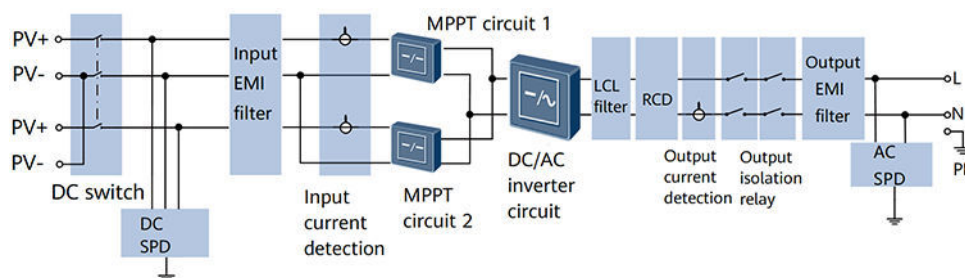 PV+
PV-
PV+
PV-
DC switch
DC
SPD
Input
EMI
filter
Input
current
detection
MPPT circuit 1
MPPT
circuit 2
DC/AC
inverter
circuit
LCL
filter
RCD
Output
current
detection
Output
isolation
relay
Output
EMI
filter
AC
SPD
L
N